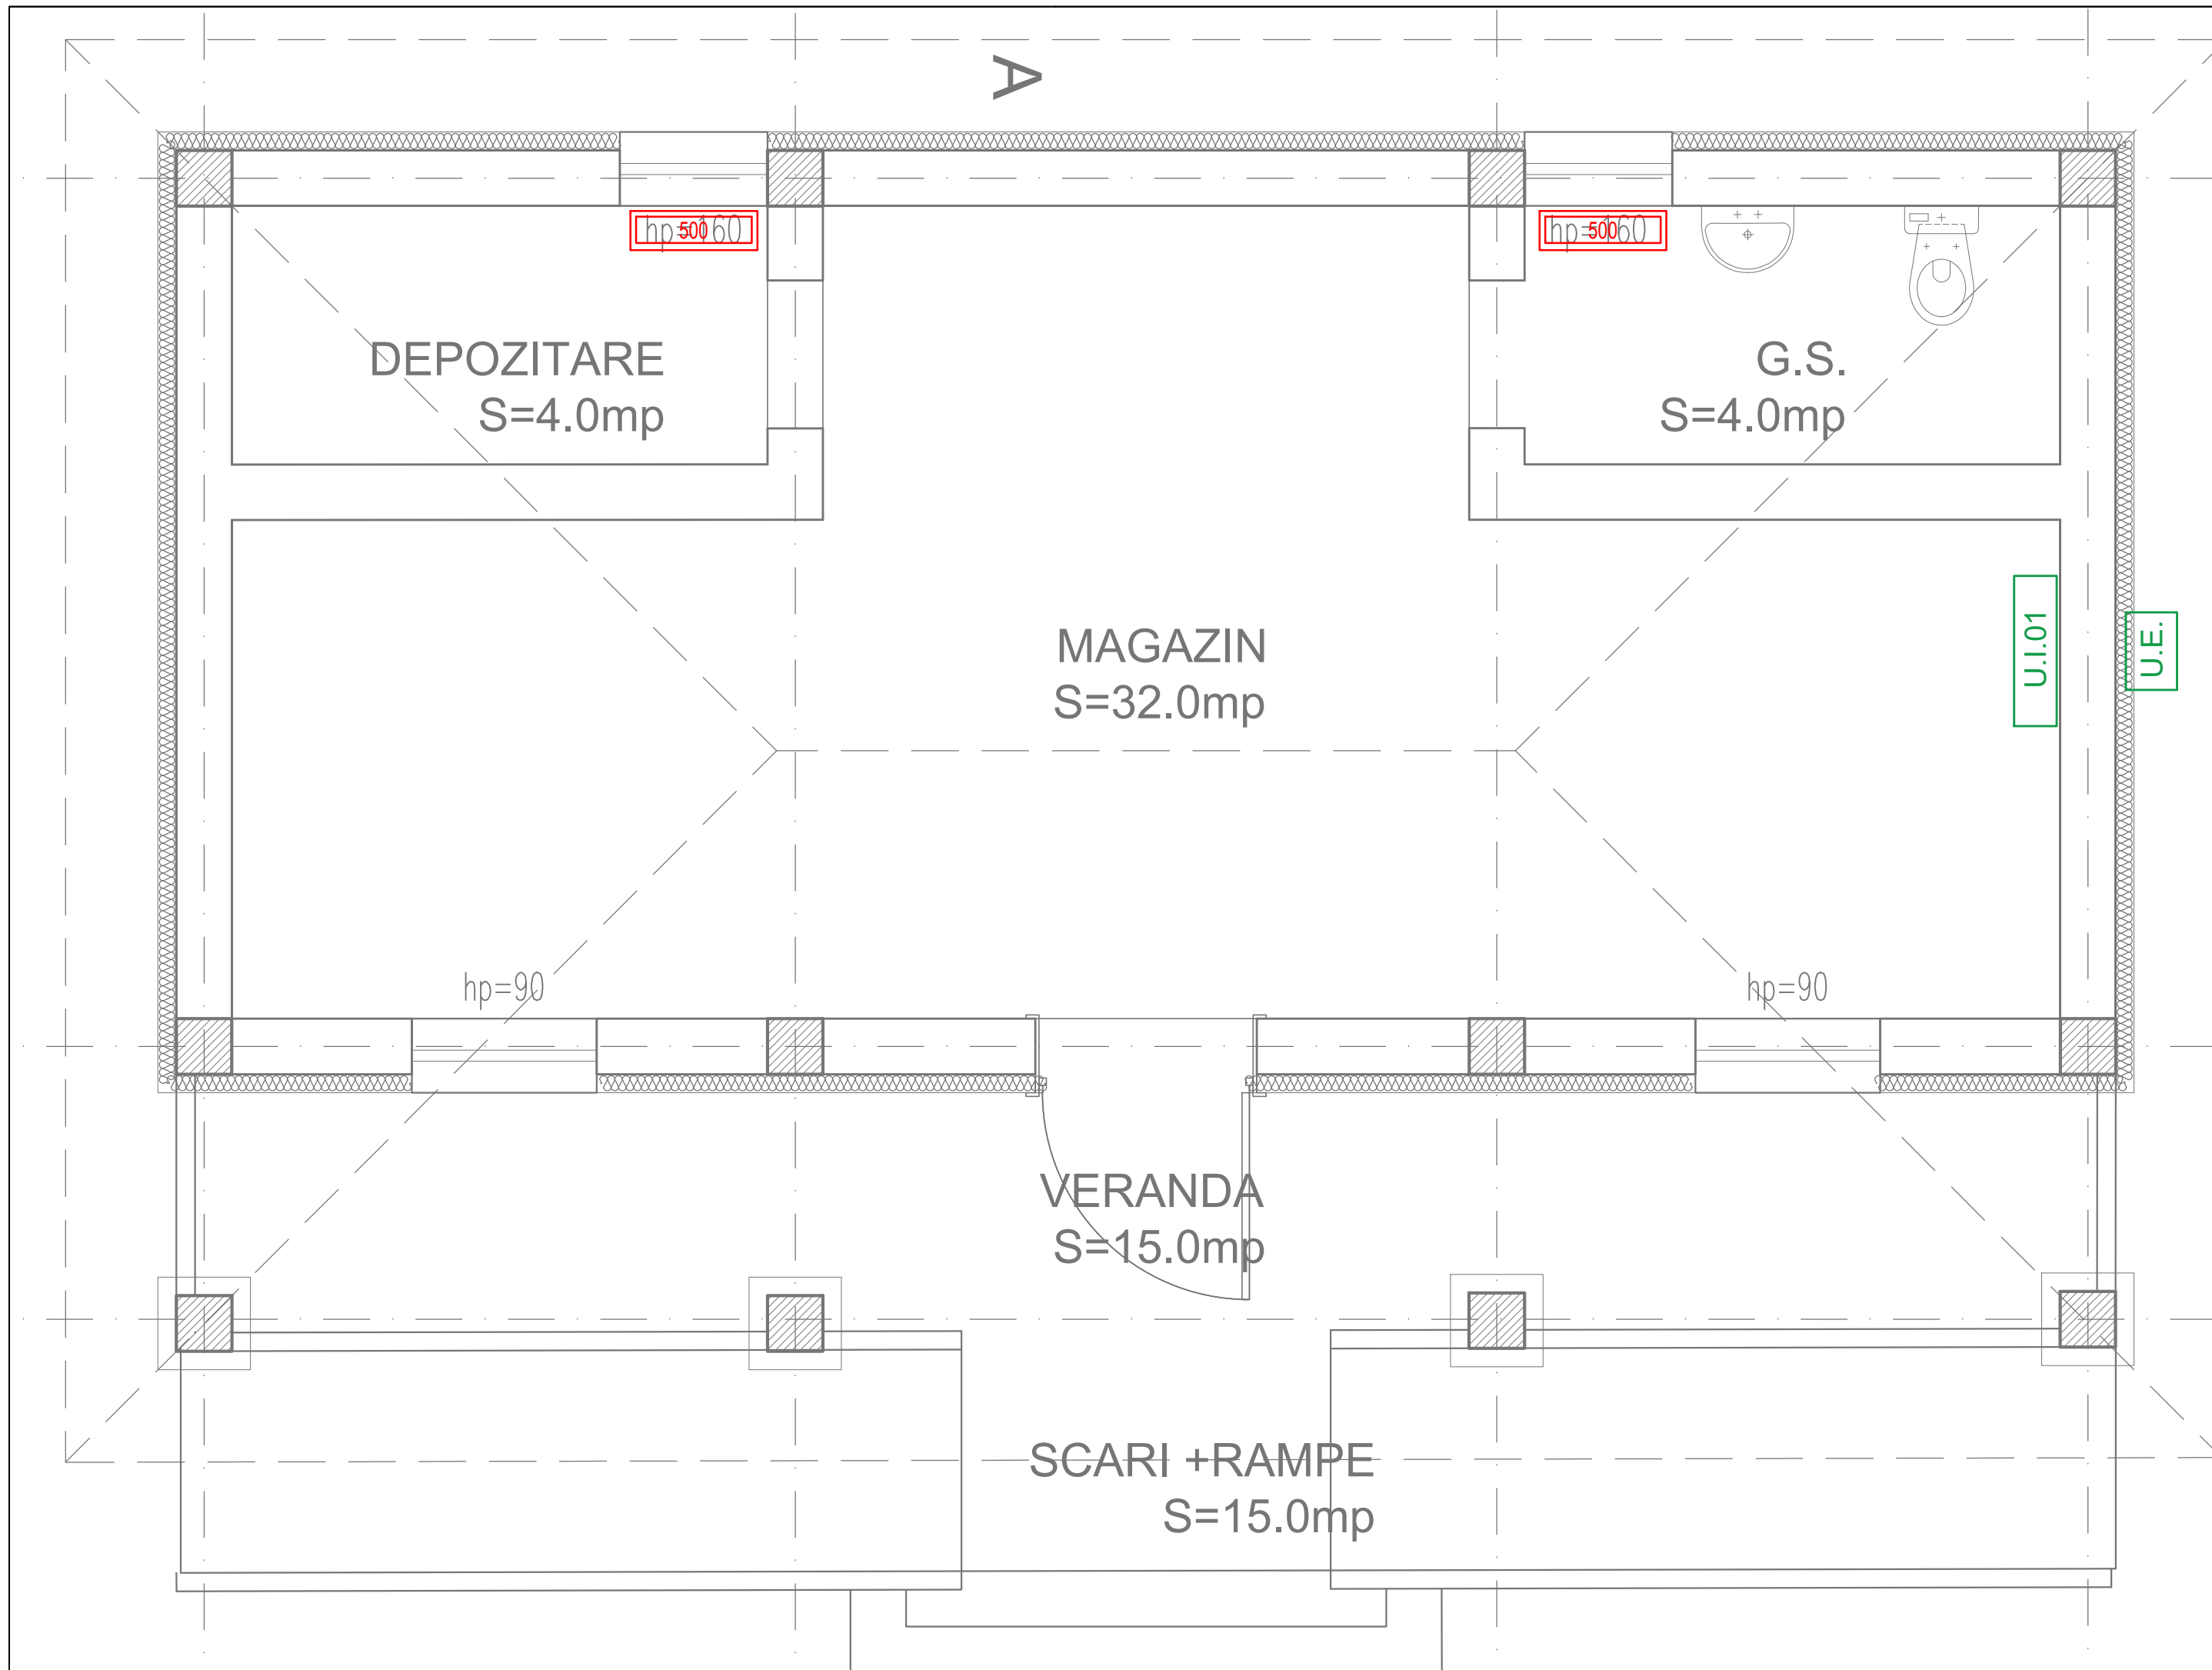 A
hp=160
500
hp=160
500
DEPOZITARE
S=4.0mp
G.S.
S=4.0mp
MAGAZIN
S=32.0mp
U.I.01
U.E.
hp=90
hp=90
VERANDA
S=15.0mp
SCARI +RAMPE
S=15.0mp